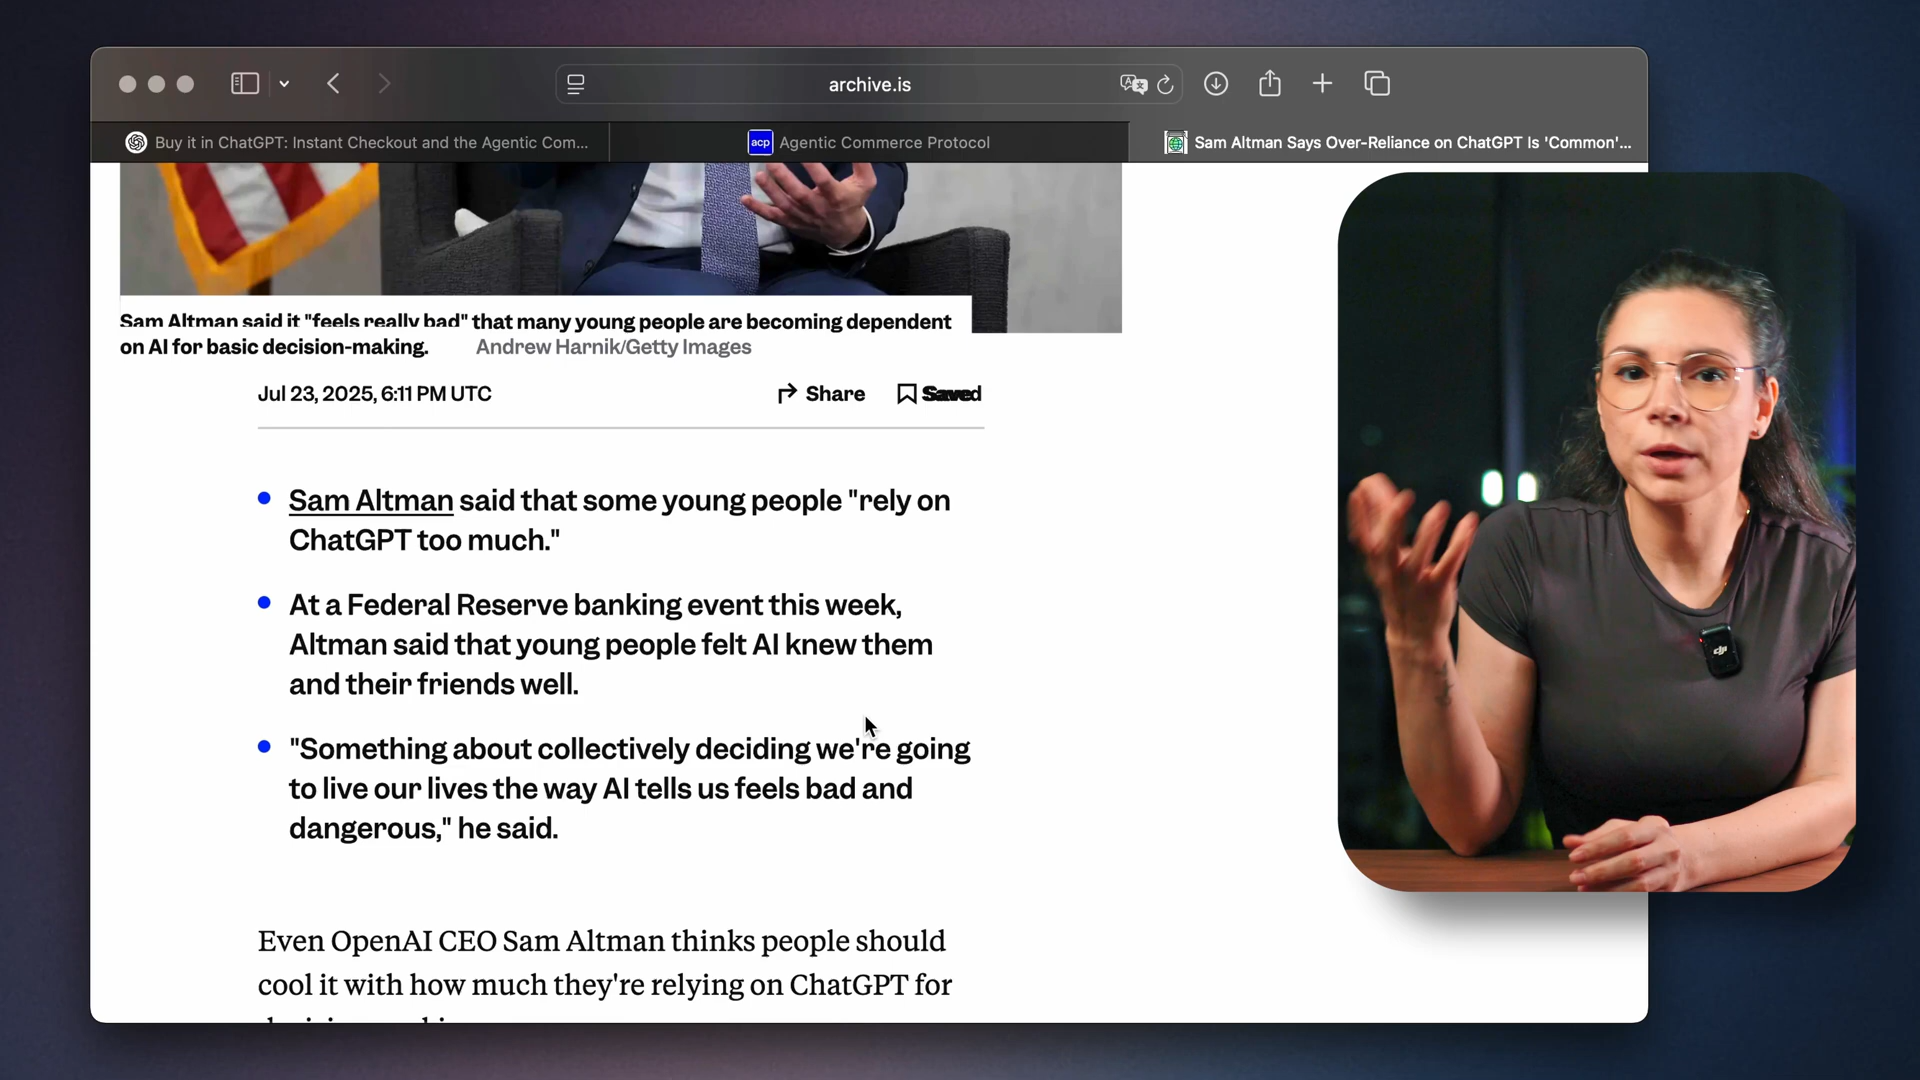 archive.is
Buy it in ChatGPT: Instant Checkout and the Agentic Com...
acp Agentic Commerce Protocol
Sam Altman Says Over-Reliance on ChatGPT Is 'Common'...
Sam Altman said it "feels really bad" that many young people are becoming dependent
on AI for basic decision-making. Andrew Harnik/Getty Images
Jul 23, 2025, 6:11 PM UTC
Share
Saved
Sam Altman said that some young people "rely on
ChatGPT too much."
At a Federal Reserve banking event this week,
Altman said that young people felt AI knew them
and their friends well.
"Something about collectively deciding we're going
to live our lives the way AI tells us feels bad and
dangerous," he said.
Even OpenAI CEO Sam Altman thinks people should
cool it with how much they're relying on ChatGPT for
dji